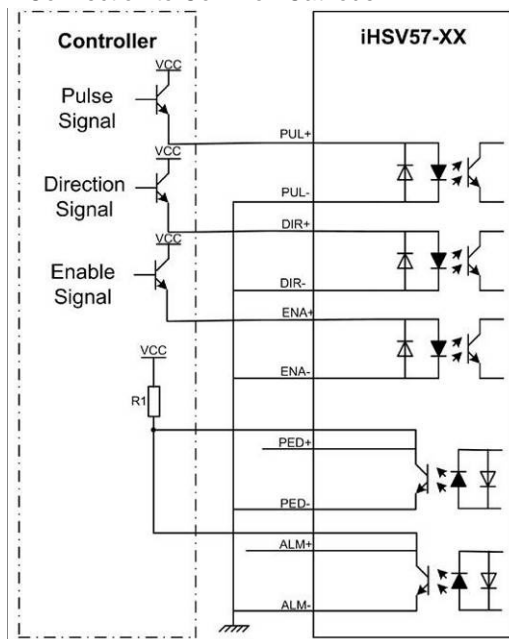 Controller
iHSV57-XX
VCC
Pulse
Signal
PUL+
VCC
PUL-
Direction
Signal
DIR+
VCC
DIR-
Enable
Signal
ENA+
VCC
ENA-
R1
PED+
PED-
ALM+
ALM-